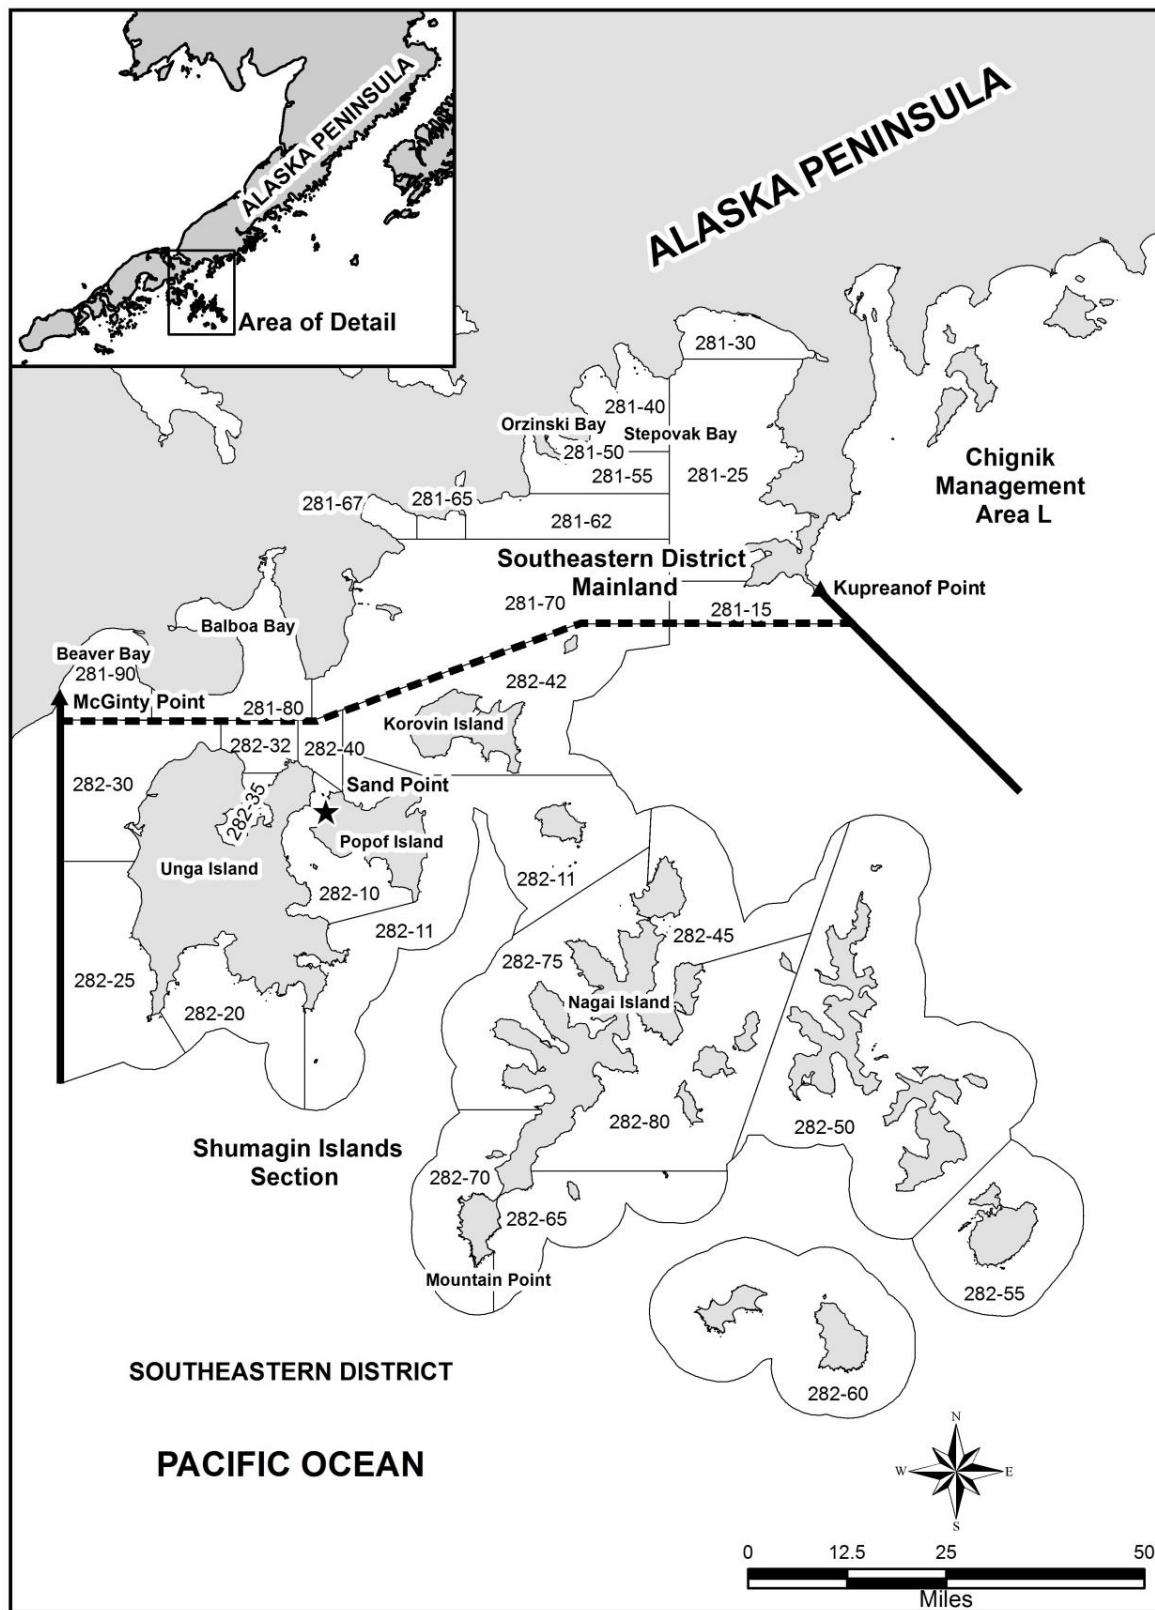 ALASKA PENINSULA
Area of Detail
ALASKA PENINSULA
281-30
281-40
Orzinski Bay
Stepovak Bay
281-50
281-55
281-25
Chignik
Management
Area L
281-67
281-65
281-62
Southeastern District
Mainland
Kupreanof Point
281-70
281-15
Balboa Bay
Beaver Bay
281-90
McGinty Point
281-80
282-42
Korovin Island
282-32
282-40
282-30
Sand Point
282-35
Popof Island
Unga Island
282-11
282-10
282-11
282-45
282-75
282-25
Nagai Island
282-20
282-80
282-50
Shumagin Islands
Section
282-70
282-65
Mountain Point
282-55
SOUTHEASTERN DISTRICT
282-60
PACIFIC OCEAN
N
W
E
S
0
12.5
25
50
Miles